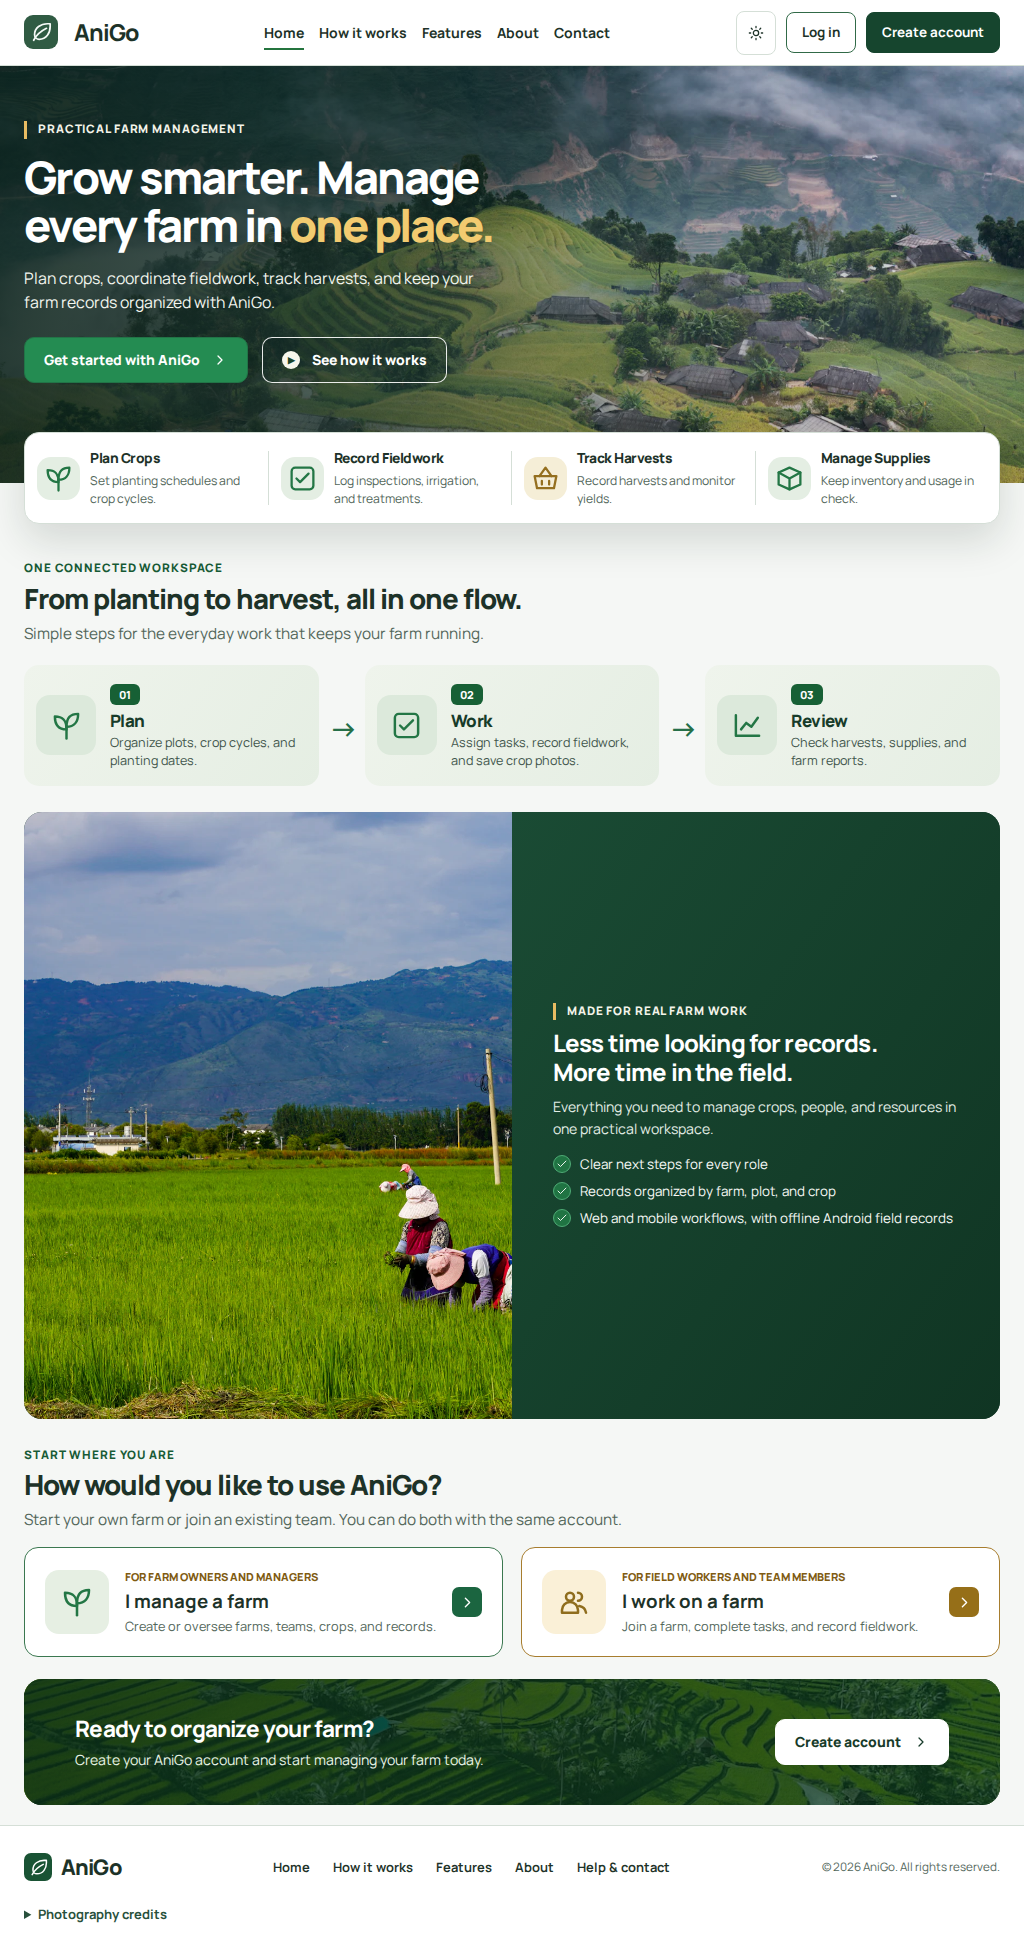 AniGo
Home How it works Features About Contact
Log in
Create account
PRACTICAL FARM MANAGEMENT
Grow smarter. Manage
every farm in one place.
Plan crops, coordinate fieldwork, track harvests, and keep your
farm records organized with AniGo.
Get started with AniGo
See how it works
Plan Crops
Set planting schedules and
crop cycles.
Record Fieldwork
Log inspections, irrigation,
and treatments.
Track Harvests
Record harvests and monitor
yields.
Manage Supplies
Keep inventory and usage in
check.
ONE CONNECTED WORKSPACE
From planting to harvest, all in one flow.
Simple steps for the everyday work that keeps your farm running.
01
Plan
Organize plots, crop cycles, and
planting dates.
02
Work
Assign tasks, record fieldwork,
and save crop photos.
03
Review
Check harvests, supplies, and
farm reports.
MADE FOR REAL FARM WORK
Less time looking for records.
More time in the field.
Everything you need to manage crops, people, and resources in
one practical workspace.
Clear next steps for every role
Records organized by farm, plot, and crop
Web and mobile workflows, with offline Android field records
START WHERE YOU ARE
How would you like to use AniGo?
Start your own farm or join an existing team. You can do both with the same account.
FOR FARM OWNERS AND MANAGERS
I manage a farm
Create or oversee farms, teams, crops, and records.
FOR FIELD WORKERS AND TEAM MEMBERS
I work on a farm
Join a farm, complete tasks, and record fieldwork.
Ready to organize your farm?
Create your AniGo account and start managing your farm today.
Create account
AniGo
Home How it works Features About Help & contact
© 2026 AniGo. All rights reserved.
Photography credits